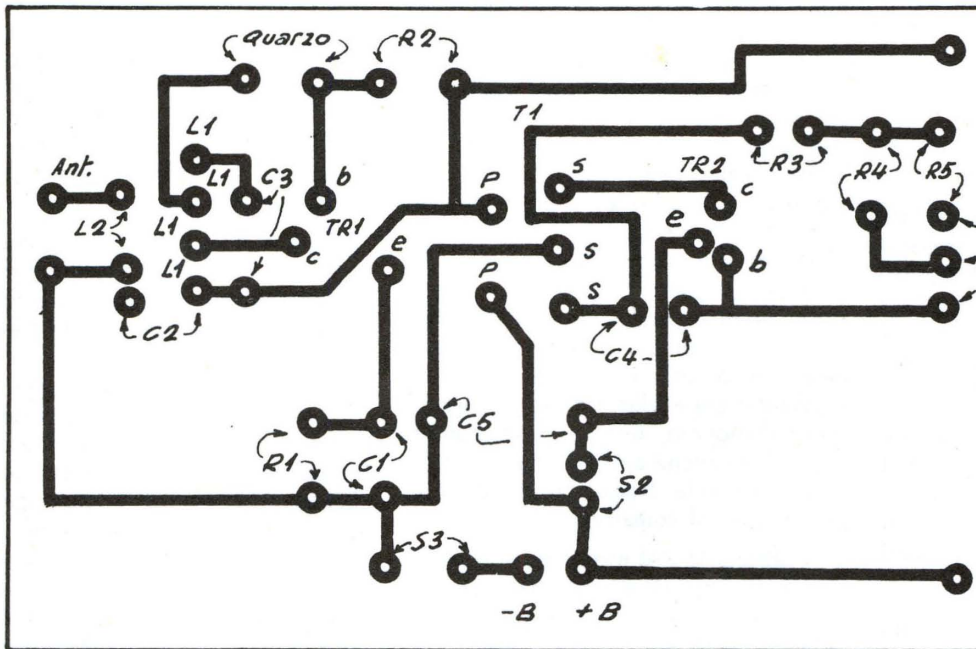 Quarzo R2
T1
L1
Ant. L1 C3 b P S TR2 c R3 R4 R5
L2 L1 TR1
c e S e b
L1 P
C2 S C4
C5
R1 C1 S2
S3
-B +B